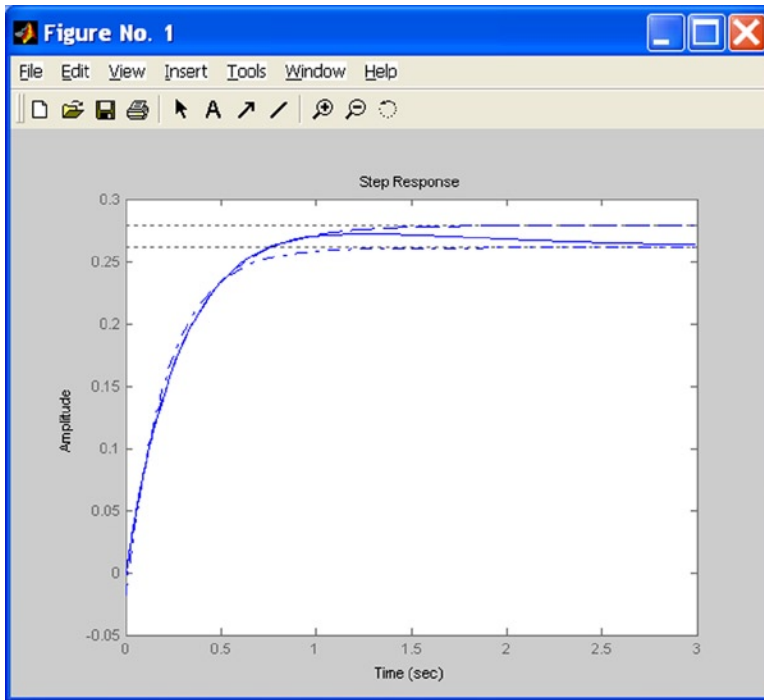 Figure No. 1
File Edit View Insert Tools Window Help
A
Step Response
0.3
0.25
0.2
0.15
0.1
0.05
0
-0.05
Amplitude
0 0.5 1 1.5 2 2.5 3
Time (sec)